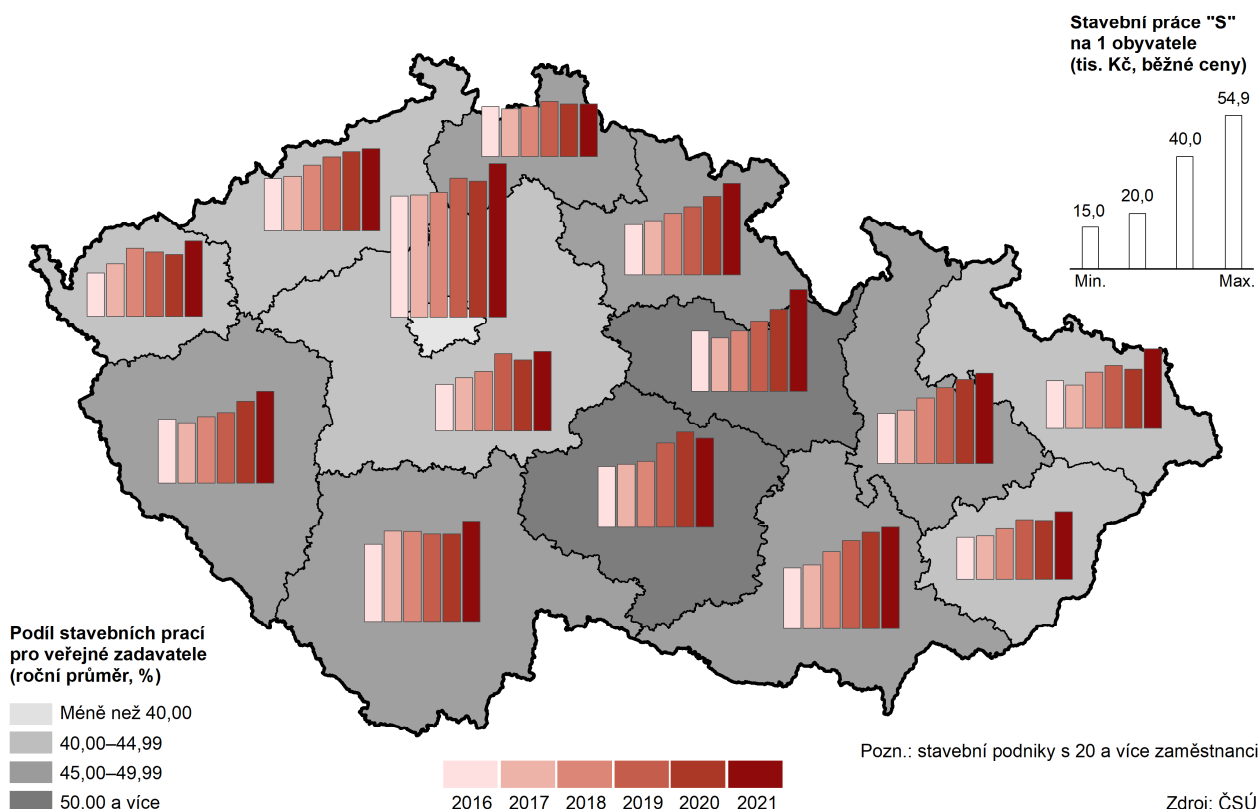 Stavební práce "S"
na 1 obyvatele
(tis. Kč, běžné ceny)
54,9
40,0
20,0
15,0
Min.
Max.
Podíl stavebních prací
pro veřejné zadavatele
(roční průměr, %)
Méně než 40,00
40,00–44,99
45,00–49,99
50.00 a více
2016 2017 2018 2019 2020 2021
Pozn.: stavební podniky s 20 a více zaměstnanci
Zdroj: ČSÚ